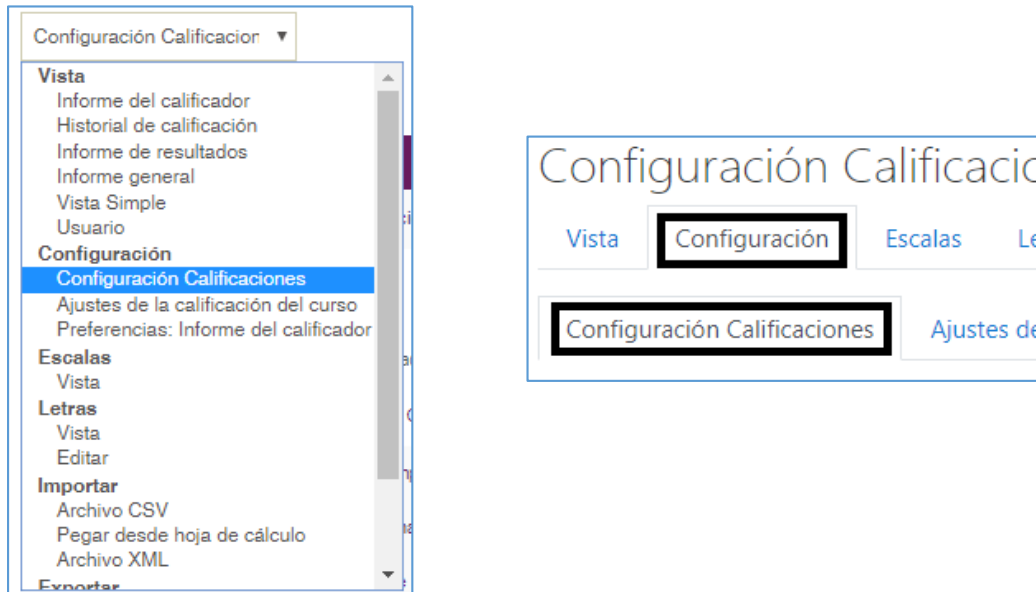 Configuración Calificacion
Vista
Informe del calificador
Historial de calificación
Informe de resultados
Informe general
Vista Simple
Usuario
Configuración
Configuración Calificaciones
Ajustes de la calificación del curso
Preferencias: Informe del calificador
Escalas
Vista
Letras
Vista
Editar
Importar
Archivo CSV
Pegar desde hoja de cálculo
Archivo XML
Exportar
Configuración Calificacio
Vista Configuración Escalas Le
Configuración Calificaciones Ajustes de